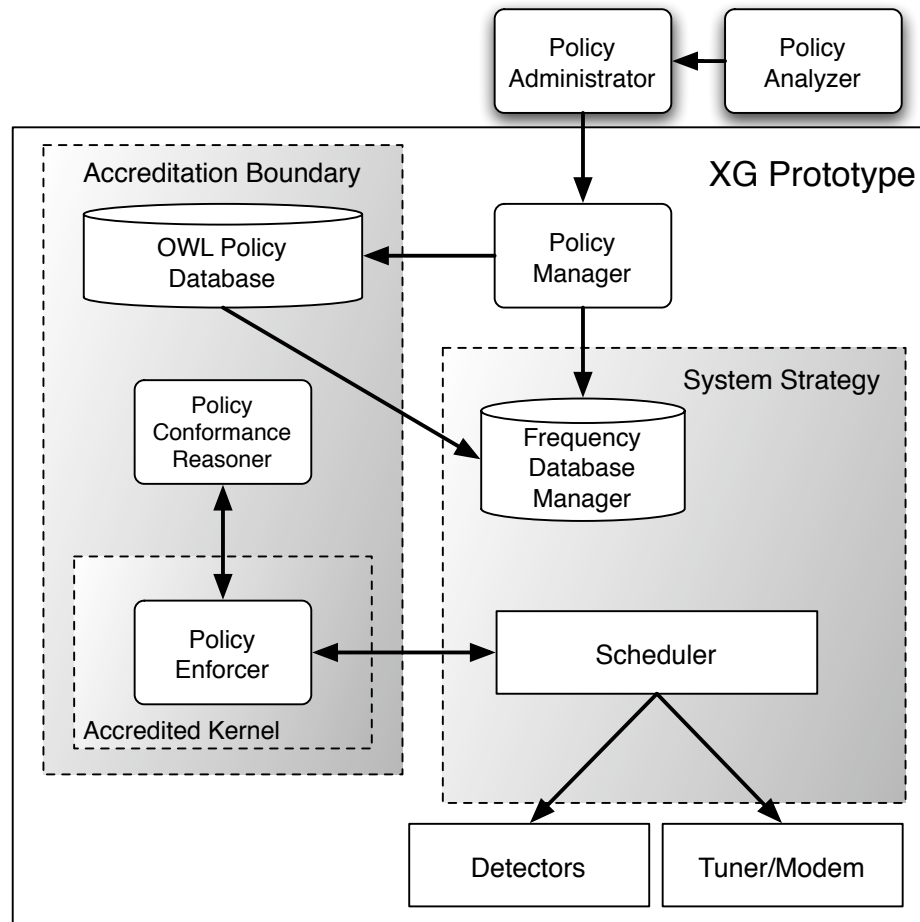 Policy
Administrator
Policy
Analyzer
XG Prototype
Accreditation Boundary
OWL Policy
Database
Policy
Manager
System Strategy
Policy
Conformance
Reasoner
Frequency
Database
Manager
Policy
Enforcer
Scheduler
Accredited Kernel
Detectors
Tuner/Modem